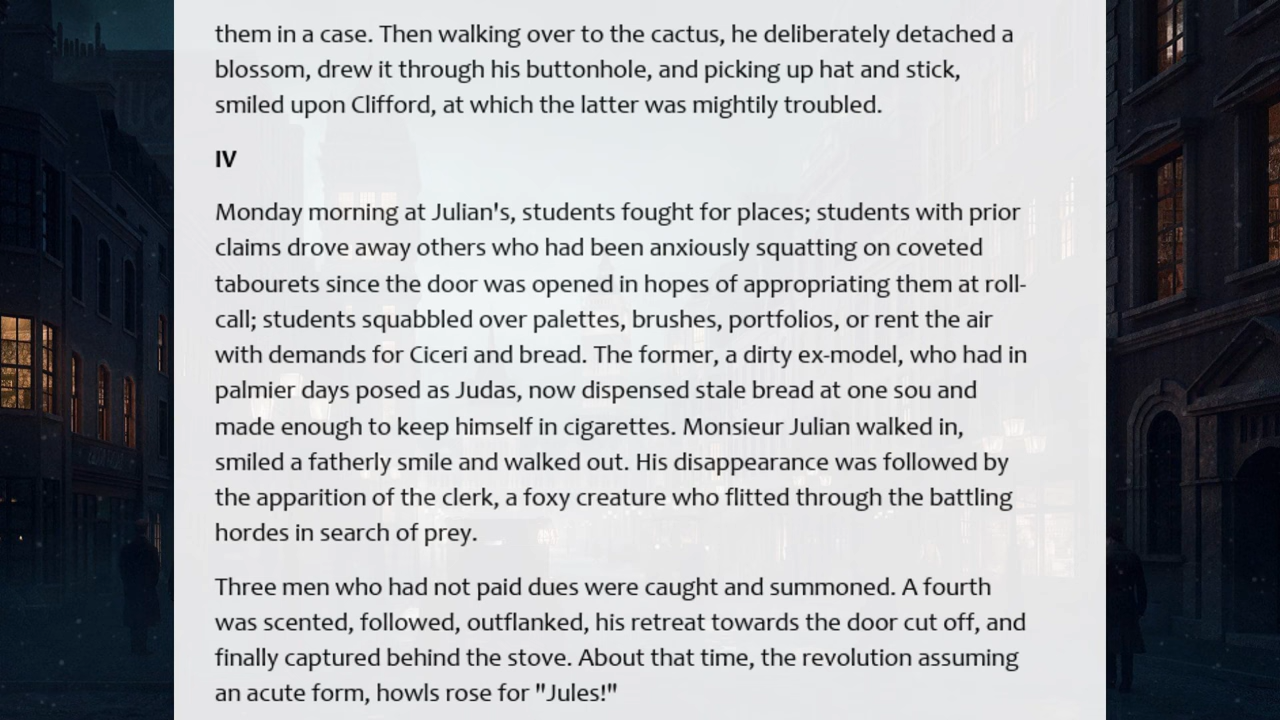 them in a case. Then walking over to the cactus, he deliberately detached a
blossom, drew it through his buttonhole, and picking up hat and stick,
smiled upon Clifford, at which the latter was mightily troubled.
IV
Monday morning at Julian's, students fought for places; students with prior
claims drove away others who had been anxiously squatting on coveted
tabourets since the door was opened in hopes of appropriating them at roll-
call; students squabbled over palettes, brushes, portfolios, or rent the air
with demands for Ciceri and bread. The former, a dirty ex-model, who had in
palmier days posed as Judas, now dispensed stale bread at one sou and
made enough to keep himself in cigarettes. Monsieur Julian walked in,
smiled a fatherly smile and walked out. His disappearance was followed by
the apparition of the clerk, a foxy creature who flitted through the battling
hordes in search of prey.
Three men who had not paid dues were caught and summoned. A fourth
was scented, followed, outflanked, his retreat towards the door cut off, and
finally captured behind the stove. About that time, the revolution assuming
an acute form, howls rose for "Jules!"